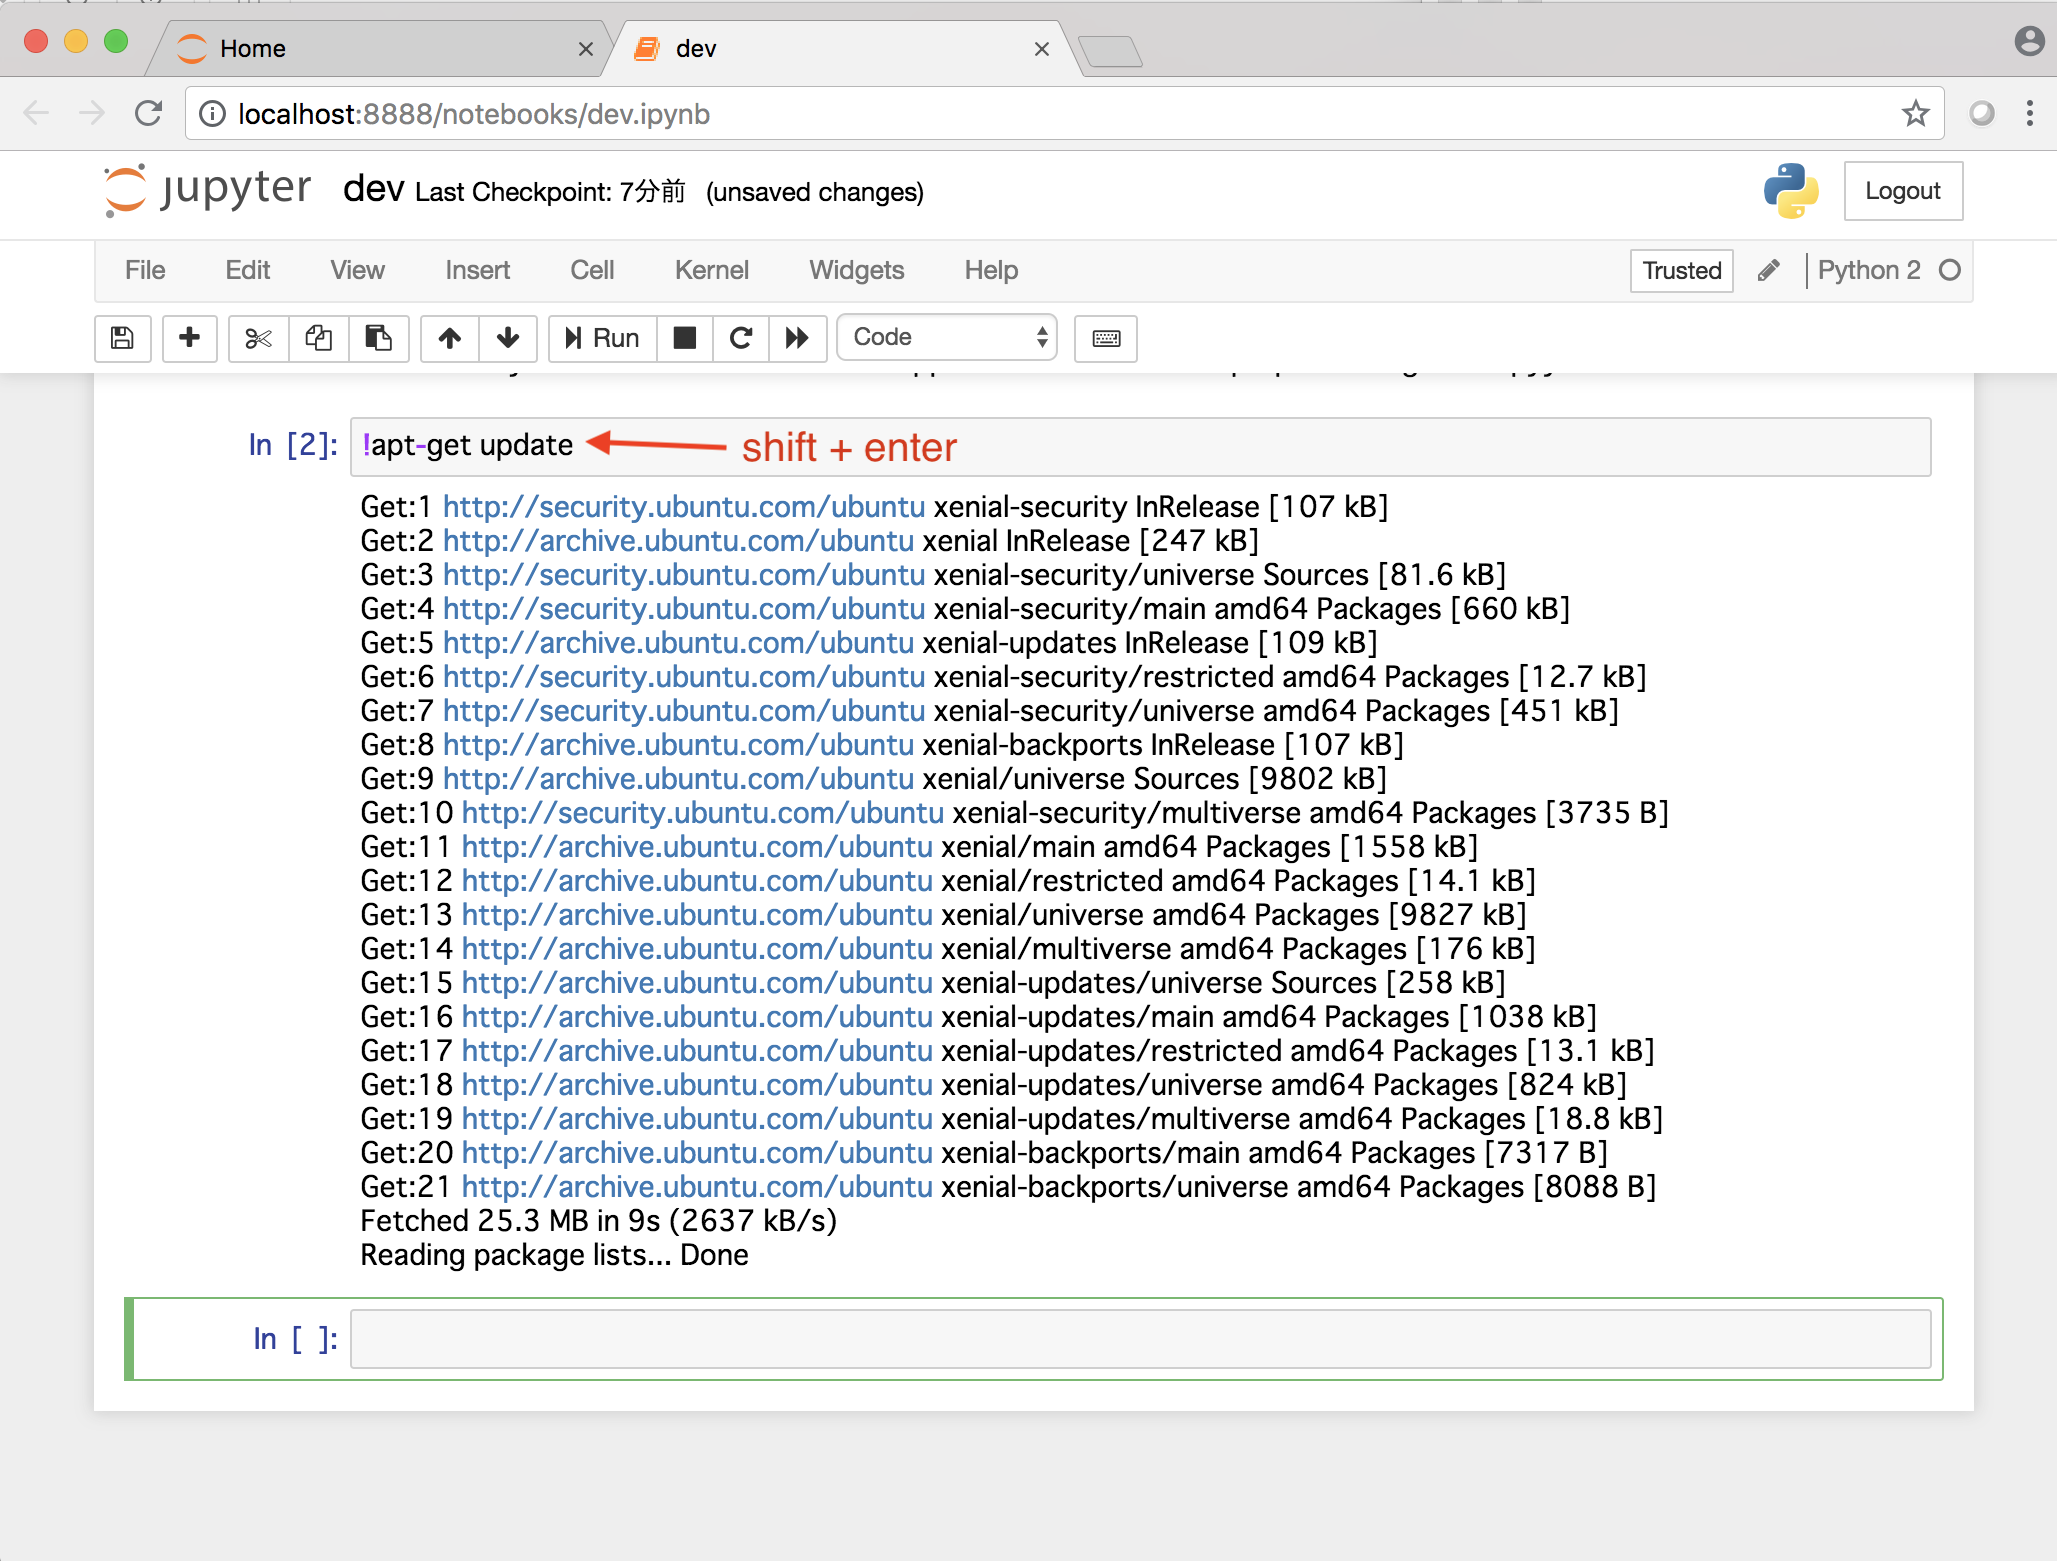 Home
dev
localhost:8888/notebooks/dev.ipynb
jupyter dev Last Checkpoint: 7分前 (unsaved changes)
Logout
File Edit View Insert Cell Kernel Widgets Help
Trusted Python 2
Run Code
In [2]: !apt-get update shift + enter
Get:1 http://security.ubuntu.com/ubuntu xenial-security InRelease [107 kB]
Get:2 http://archive.ubuntu.com/ubuntu xenial InRelease [247 kB]
Get:3 http://security.ubuntu.com/ubuntu xenial-security/universe Sources [81.6 kB]
Get:4 http://security.ubuntu.com/ubuntu xenial-security/main amd64 Packages [660 kB]
Get:5 http://archive.ubuntu.com/ubuntu xenial-updates InRelease [109 kB]
Get:6 http://security.ubuntu.com/ubuntu xenial-security/restricted amd64 Packages [12.7 kB]
Get:7 http://security.ubuntu.com/ubuntu xenial-security/universe amd64 Packages [451 kB]
Get:8 http://archive.ubuntu.com/ubuntu xenial-backports InRelease [107 kB]
Get:9 http://archive.ubuntu.com/ubuntu xenial/universe Sources [9802 kB]
Get:10 http://security.ubuntu.com/ubuntu xenial-security/multiverse amd64 Packages [3735 B]
Get:11 http://archive.ubuntu.com/ubuntu xenial/main amd64 Packages [1558 kB]
Get:12 http://archive.ubuntu.com/ubuntu xenial/restricted amd64 Packages [14.1 kB]
Get:13 http://archive.ubuntu.com/ubuntu xenial/universe amd64 Packages [9827 kB]
Get:14 http://archive.ubuntu.com/ubuntu xenial/multiverse amd64 Packages [176 kB]
Get:15 http://archive.ubuntu.com/ubuntu xenial-updates/universe Sources [258 kB]
Get:16 http://archive.ubuntu.com/ubuntu xenial-updates/main amd64 Packages [1038 kB]
Get:17 http://archive.ubuntu.com/ubuntu xenial-updates/restricted amd64 Packages [13.1 kB]
Get:18 http://archive.ubuntu.com/ubuntu xenial-updates/universe amd64 Packages [824 kB]
Get:19 http://archive.ubuntu.com/ubuntu xenial-updates/multiverse amd64 Packages [18.8 kB]
Get:20 http://archive.ubuntu.com/ubuntu xenial-backports/main amd64 Packages [7317 B]
Get:21 http://archive.ubuntu.com/ubuntu xenial-backports/universe amd64 Packages [8088 B]
Fetched 25.3 MB in 9s (2637 kB/s)
Reading package lists... Done
In [ ]: